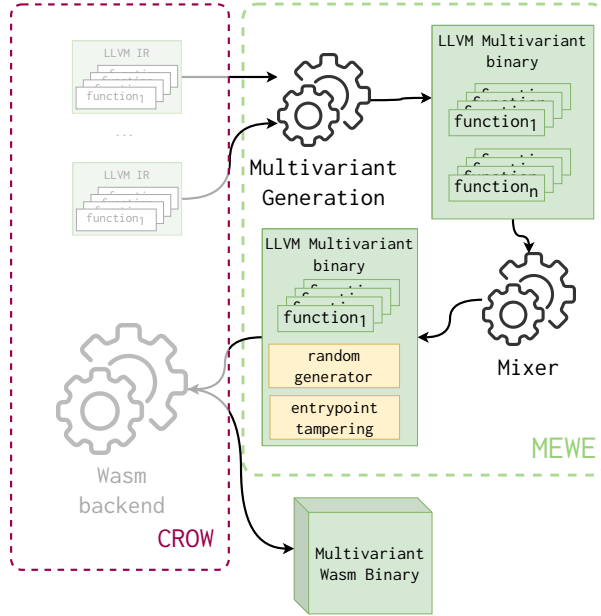 LLVM IR
function₁
...
LLVM IR
function₁
Multivariant
Generation
LLVM Multivariant
binary
function₁
functionₙ
Mixer
LLVM Multivariant
binary
function₁
random
generator
entrypoint
tampering
MEWE
Wasm
backend
CROW
Multivariant
Wasm Binary